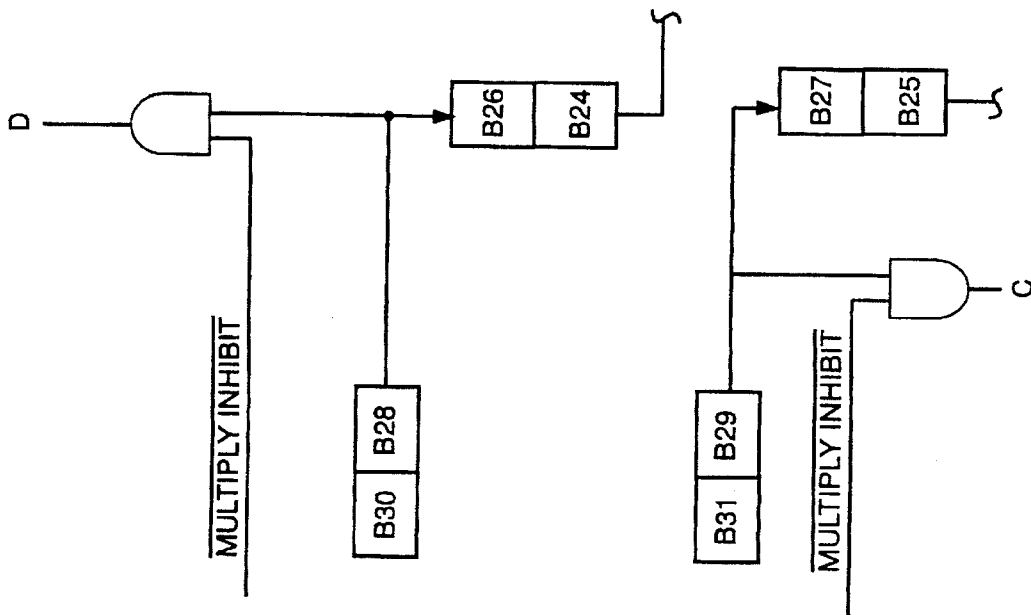 D
MULTIPLY INHIBIT
B30 B28
B26 B24
B31 B29
B27 B25
MULTIPLY INHIBIT
C